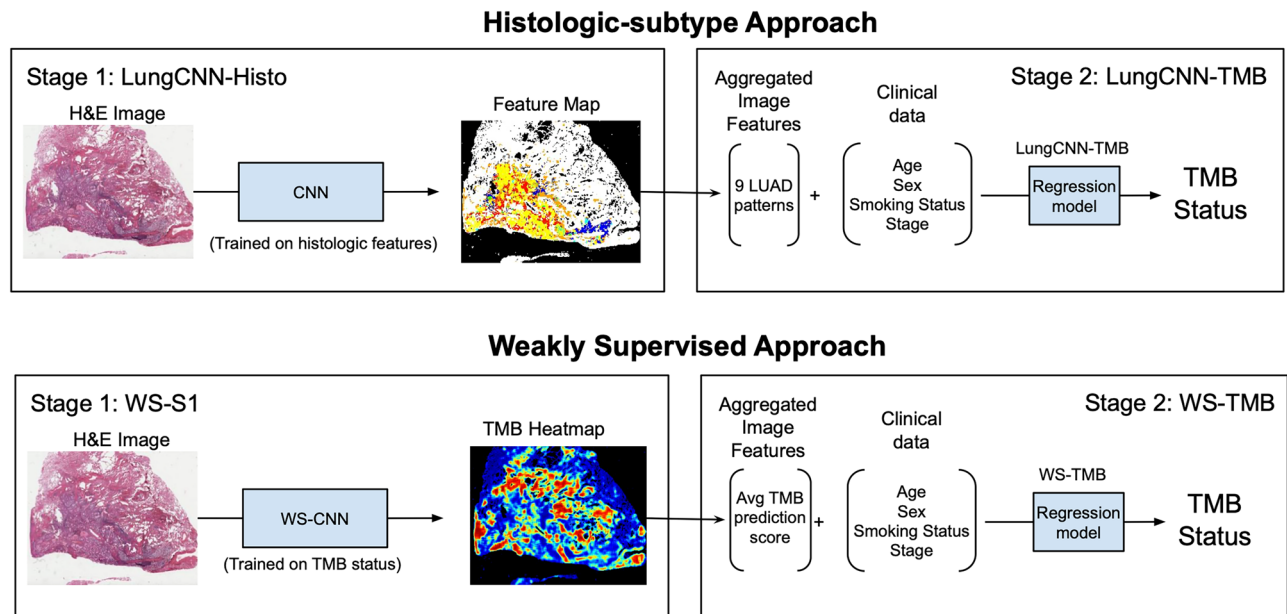 Histologic-subtype Approach
Stage 1: LungCNN-Histo
H&E Image
CNN
(Trained on histologic features)
Feature Map
Stage 2: LungCNN-TMB
Aggregated
Image
Features
9 LUAD
patterns
+
Clinical
data
Age
Sex
Smoking Status
Stage
LungCNN-TMB
Regression
model
TMB
Status
Weakly Supervised Approach
Stage 1: WS-S1
H&E Image
WS-CNN
(Trained on TMB status)
TMB Heatmap
Stage 2: WS-TMB
Aggregated
Image
Features
Avg TMB
prediction
score
+
Clinical
data
Age
Sex
Smoking Status
Stage
WS-TMB
Regression
model
TMB
Status